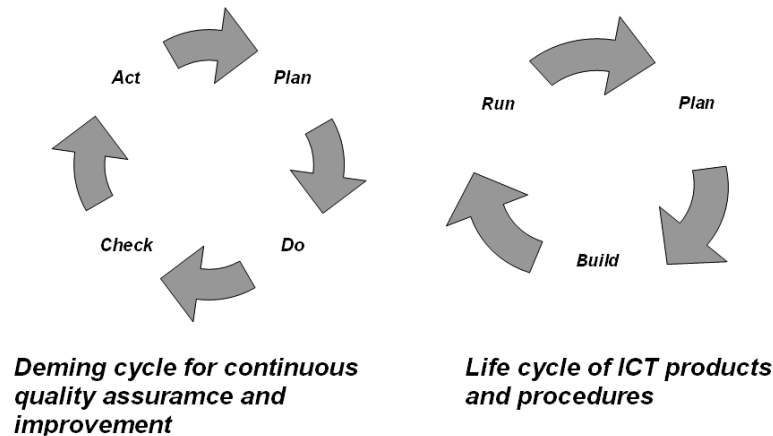 Act
Plan
Check
Do
Deming cycle for continuous
quality assuramce and
improvement
Run
Plan
Build
Life cycle of ICT products
and procedures